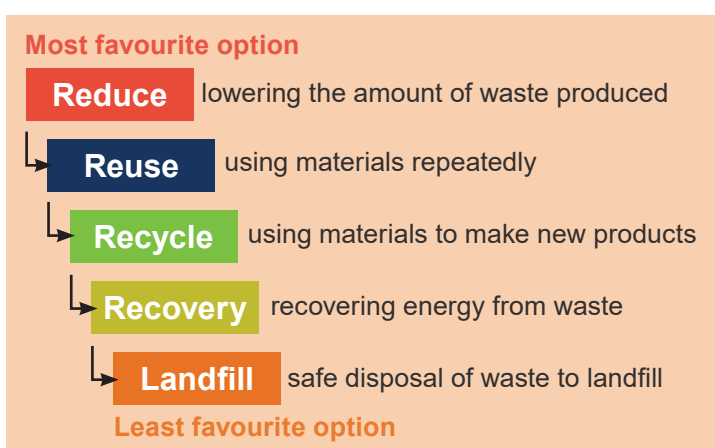 Most favourite option
Reduce lowering the amount of waste produced
Reuse using materials repeatedly
Recycle using materials to make new products
Recovery recovering energy from waste
Landfill safe disposal of waste to landfill
Least favourite option